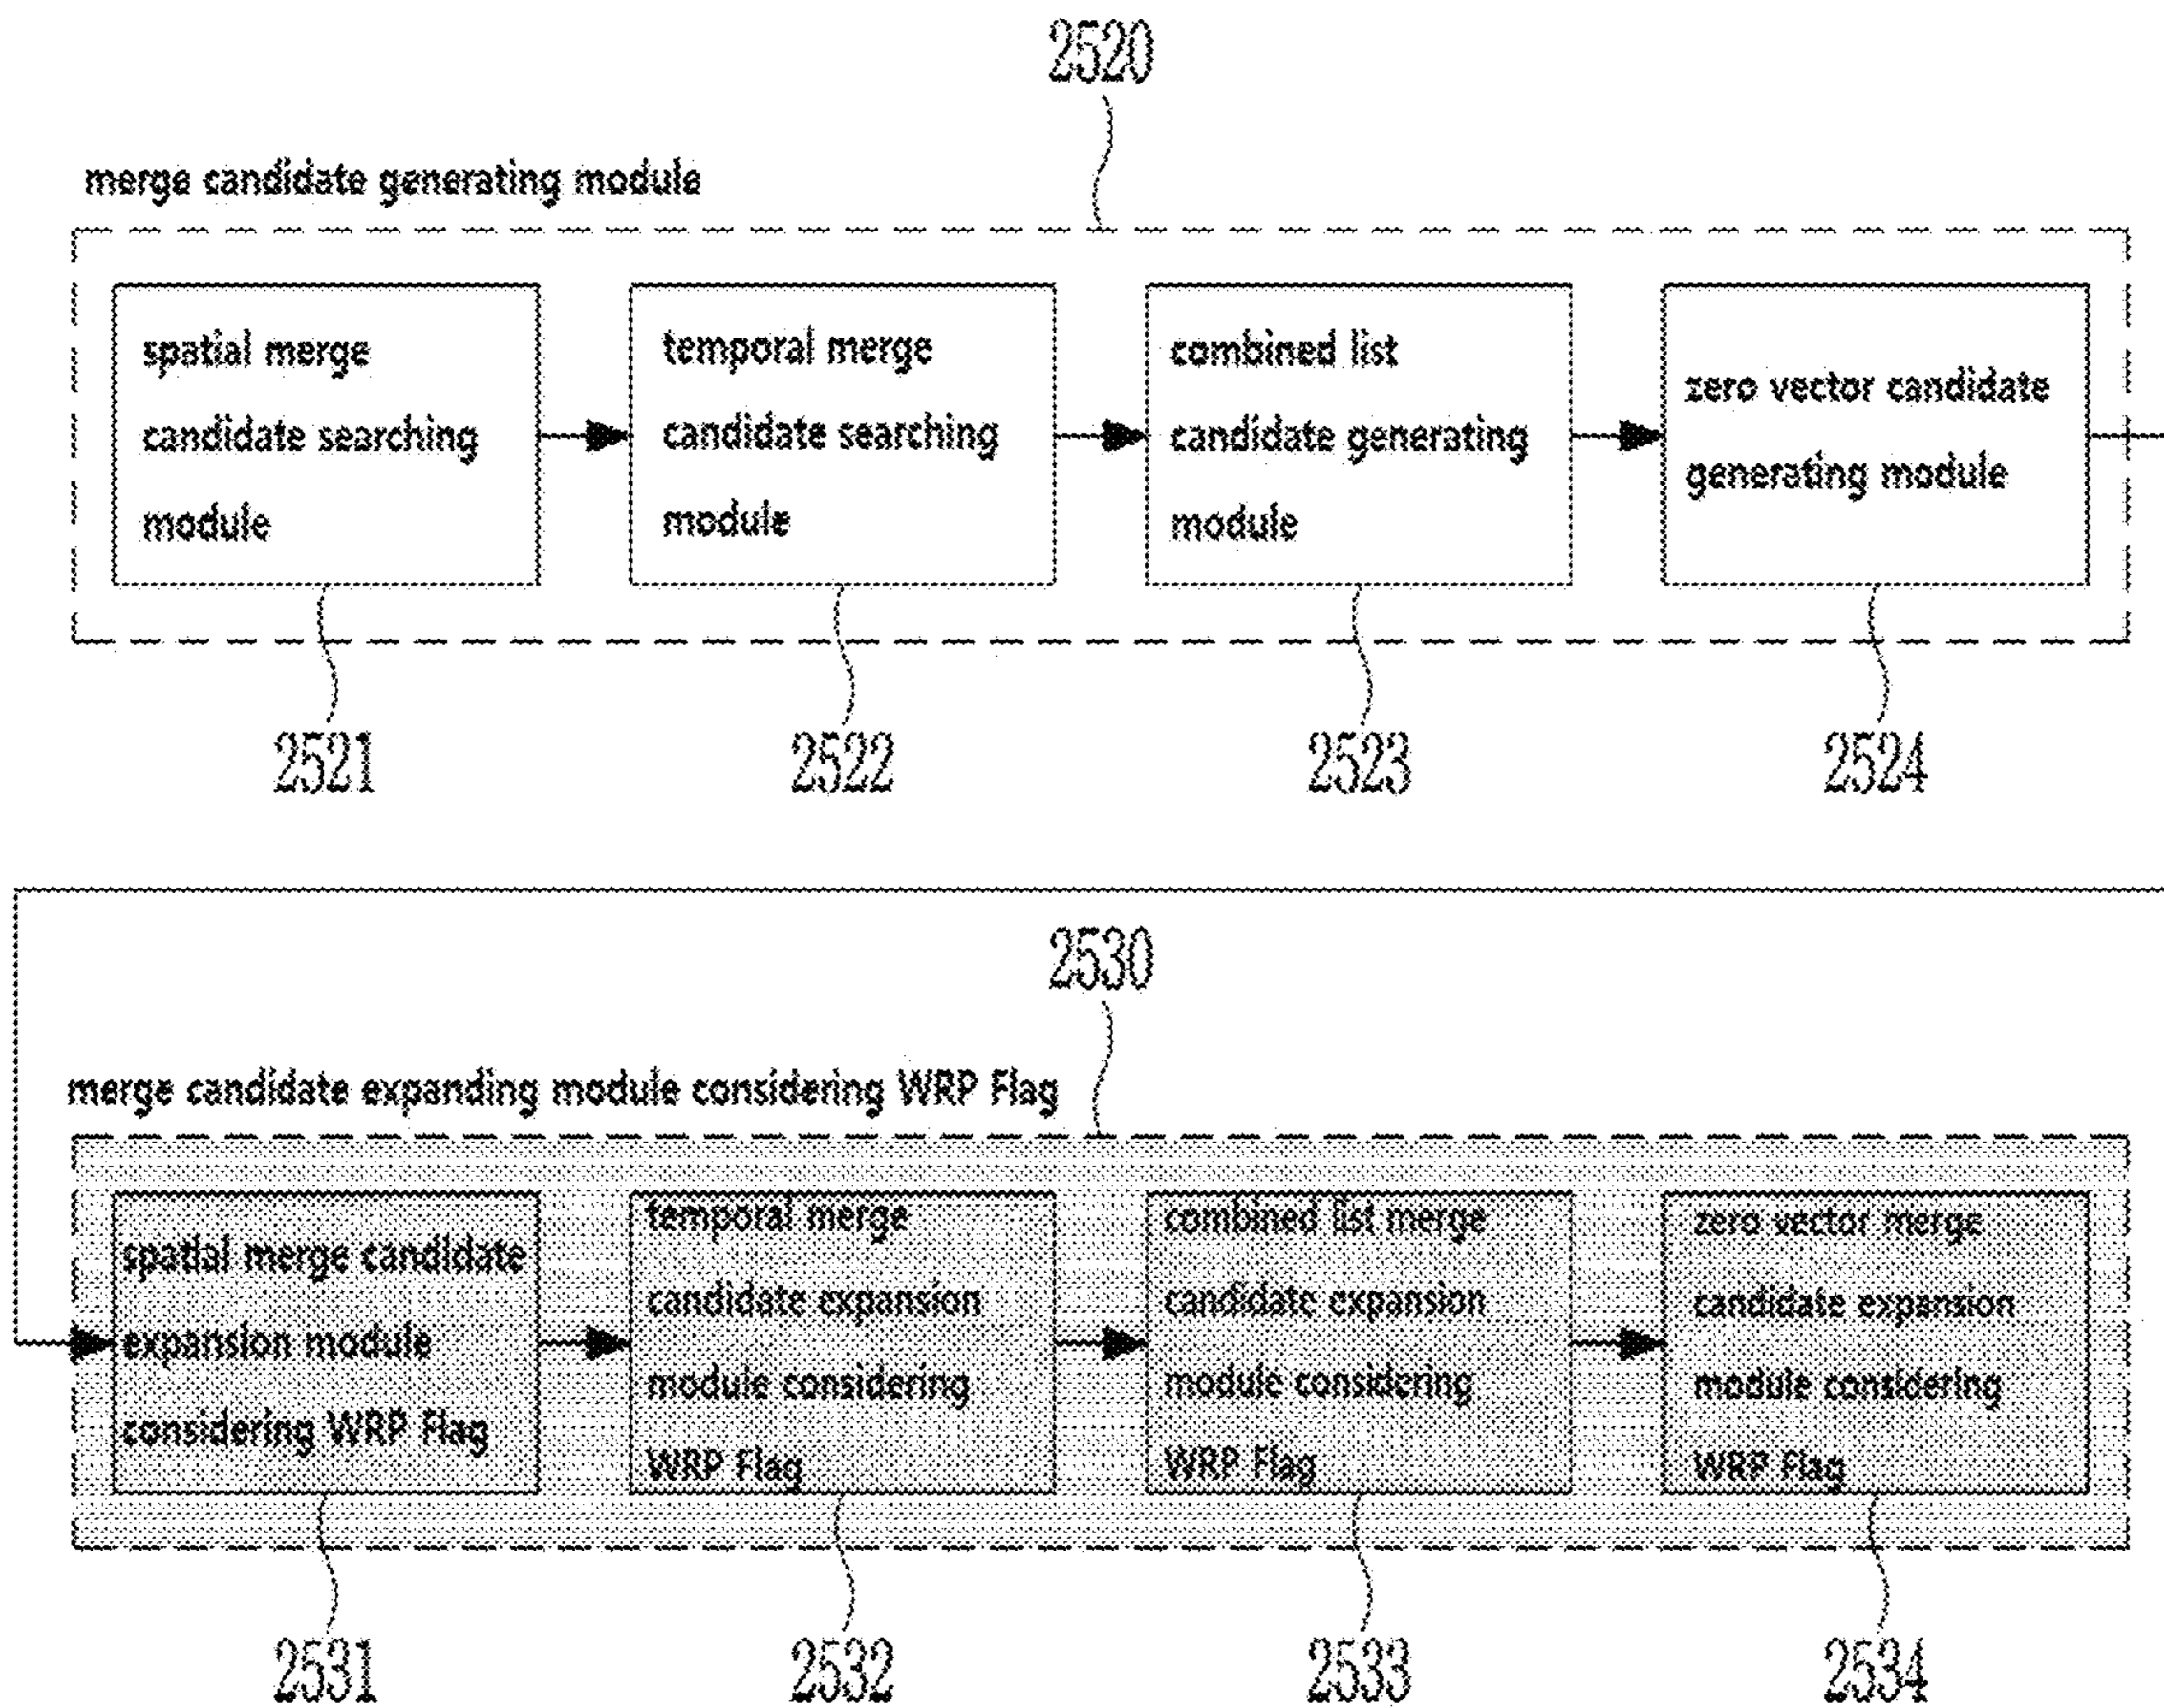 2520
merge candidate generating module
spatial merge
candidate searching
module
temporal merge
candidate searching
module
combined list
candidate generating
module
zero vector candidate
generating module
2521
2522
2523
2524
2530
merge candidate expanding module considering WRP Flag
spatial merge candidate
expansion module
considering WRP Flag
temporal merge
candidate expansion
module considering
WRP Flag
combined list merge
candidate expansion
module considering
WRP Flag
zero vector merge
candidate expansion
module considering
WRP Flag
2531
2532
2533
2534